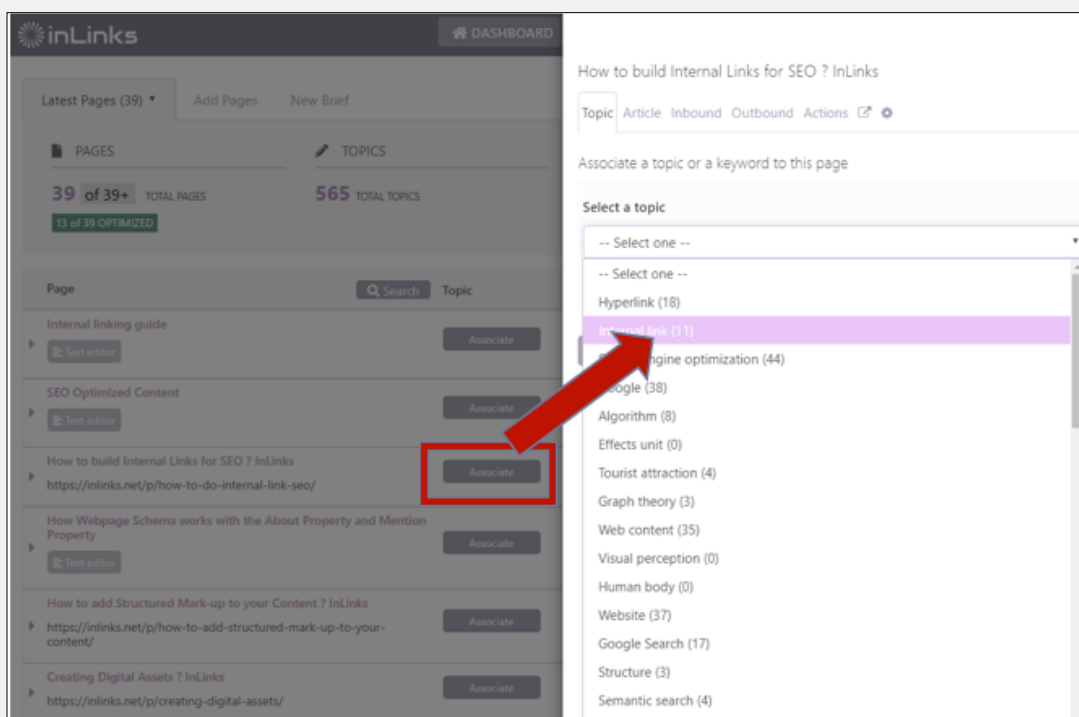 inLinks
DASHBOARD
Latest Pages (39)
Add Pages
New Brief
PAGES
TOPICS
39 of 39+ TOTAL PAGES
565 TOTAL TOPICS
13 of 39 OPTIMIZED
Page
Search
Topic
Internal linking guide
Text editor
Associate
SEO Optimized Content
Text editor
Associate
How to build Internal Links for SEO ? InLinks
https://inlinks.net/p/how-to-do-internal-link-seo/
Associate
How Webpage Schema works with the About Property and Mention
Property
Text editor
Associate
How to add Structured Mark-up to your Content ? InLinks
https://inlinks.net/p/how-to-add-structured-mark-up-to-your-
content/
Associate
Creating Digital Assets ? InLinks
https://inlinks.net/p/creating-digital-assets/
Associate
How to build Internal Links for SEO ? InLinks
Topic
Article
Inbound
Outbound
Actions
Associate a topic or a keyword to this page
Select a topic
-- Select one --
-- Select one --
Hyperlink (18)
Internal link (11)
engine optimization (44)
Google (38)
Algorithm (8)
Effects unit (0)
Tourist attraction (4)
Graph theory (3)
Web content (35)
Visual perception (0)
Human body (0)
Website (37)
Google Search (17)
Structure (3)
Semantic search (4)